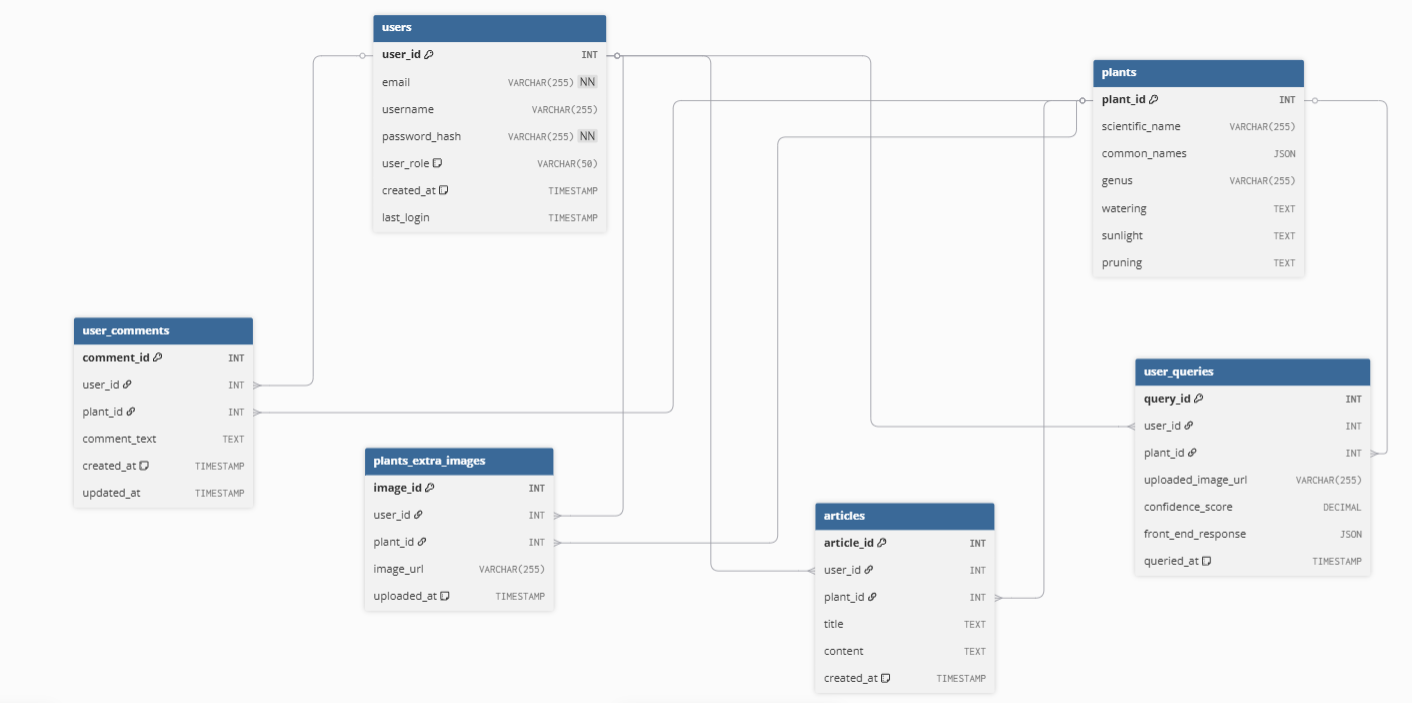 users
user_id INT
email VARCHAR(255) NN
username VARCHAR(255)
password_hash VARCHAR(255) NN
user_role VARCHAR(50)
created_at TIMESTAMP
last_login TIMESTAMP
plants
plant_id INT
scientific_name VARCHAR(255)
common_names JSON
genus VARCHAR(255)
watering TEXT
sunlight TEXT
pruning TEXT
user_comments
comment_id INT
user_id INT
plant_id INT
comment_text TEXT
created_at TIMESTAMP
updated_at TIMESTAMP
plants_extra_images
image_id INT
user_id INT
plant_id INT
image_url VARCHAR(255)
uploaded_at TIMESTAMP
articles
article_id INT
user_id INT
plant_id INT
title TEXT
content TEXT
created_at TIMESTAMP
user_queries
query_id INT
user_id INT
plant_id INT
uploaded_image_url VARCHAR(255)
confidence_score DECIMAL
front_end_response JSON
queried_at TIMESTAMP